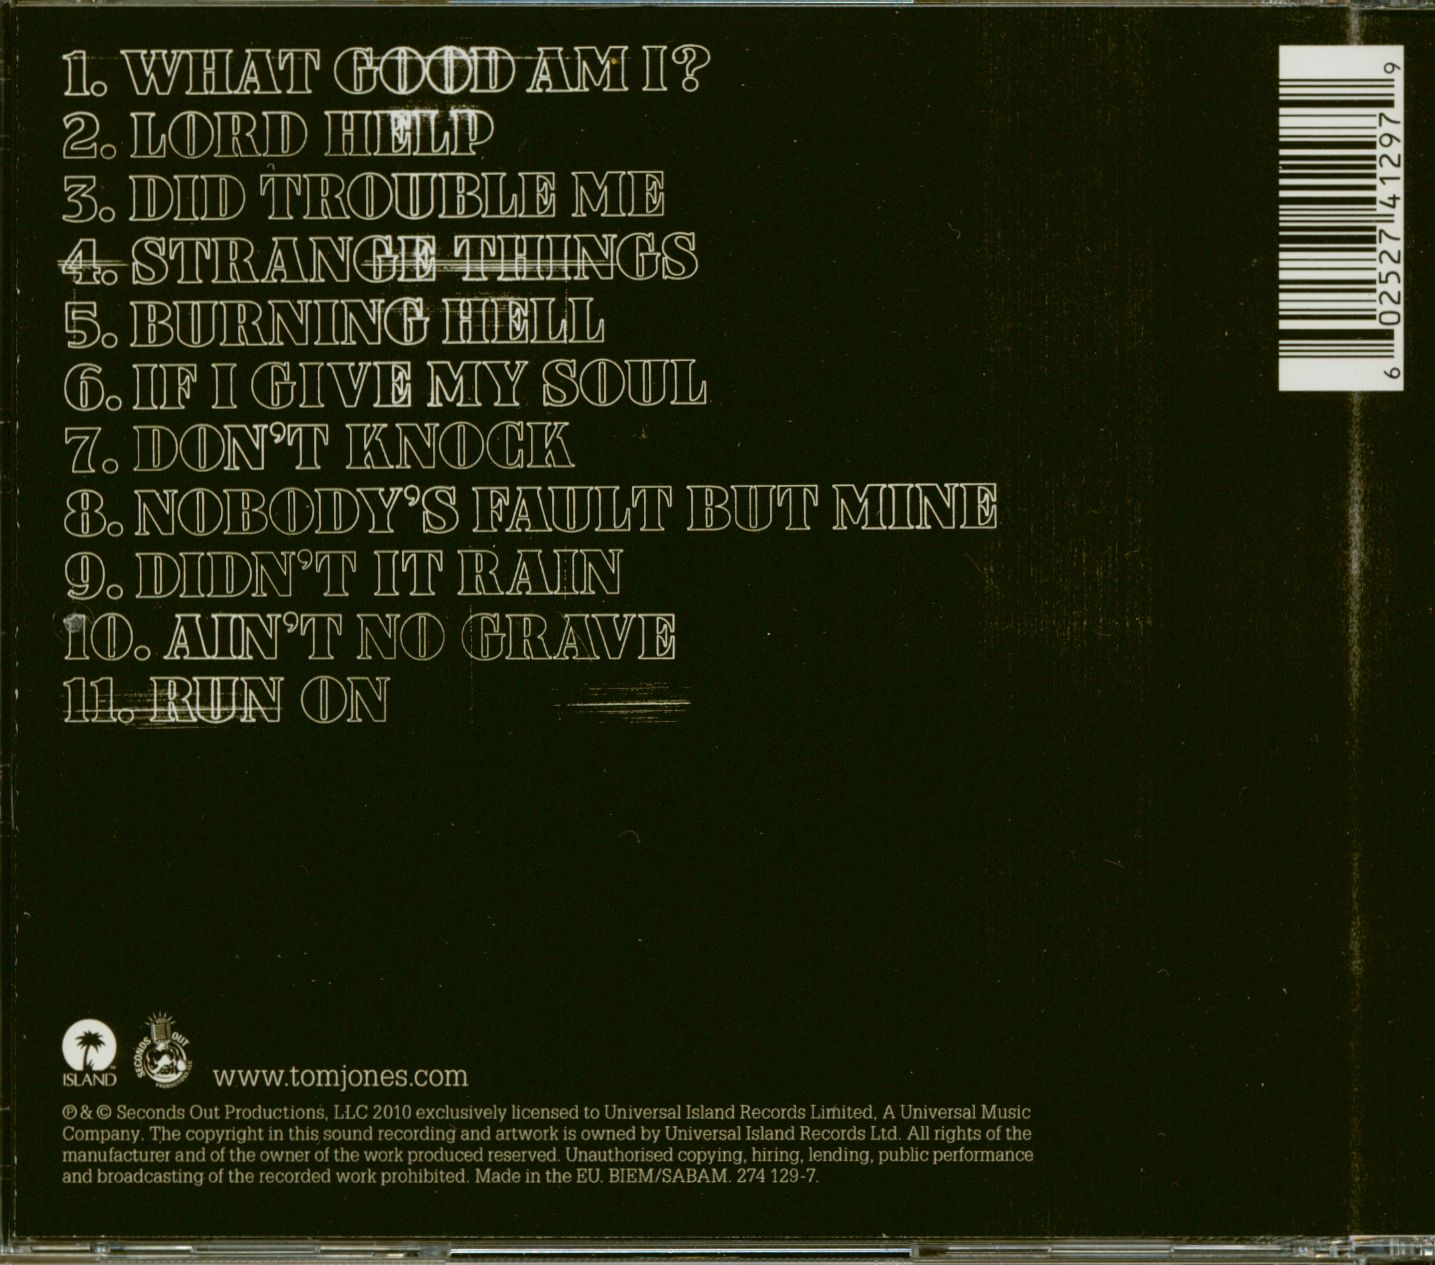 1. WHAT GOOD AM I?
2. LORD HELP
3. DID TROUBLE ME
4. STRANGE THINGS
5. BURNING HELL
6. IF I GIVE MY SOUL
7. DON'T KNOCK
8. NOBODY'S FAULT BUT MINE
9. DIDN'T IT RAIN
10. AIN'T NO GRAVE
11. RUN ON
6 02527 41297 9
ISLAND
SECONDS OUT
PRODUCTIONS
www.tomjones.com
℗ & © Seconds Out Productions, LLC 2010 exclusively licensed to Universal Island Records Limited, A Universal Music
Company. The copyright in this sound recording and artwork is owned by Universal Island Records Ltd. All rights of the
manufacturer and of the owner of the work produced reserved. Unauthorised copying, hiring, lending, public performance
and broadcasting of the recorded work prohibited. Made in the EU. BIEM/SABAM. 274 129-7.